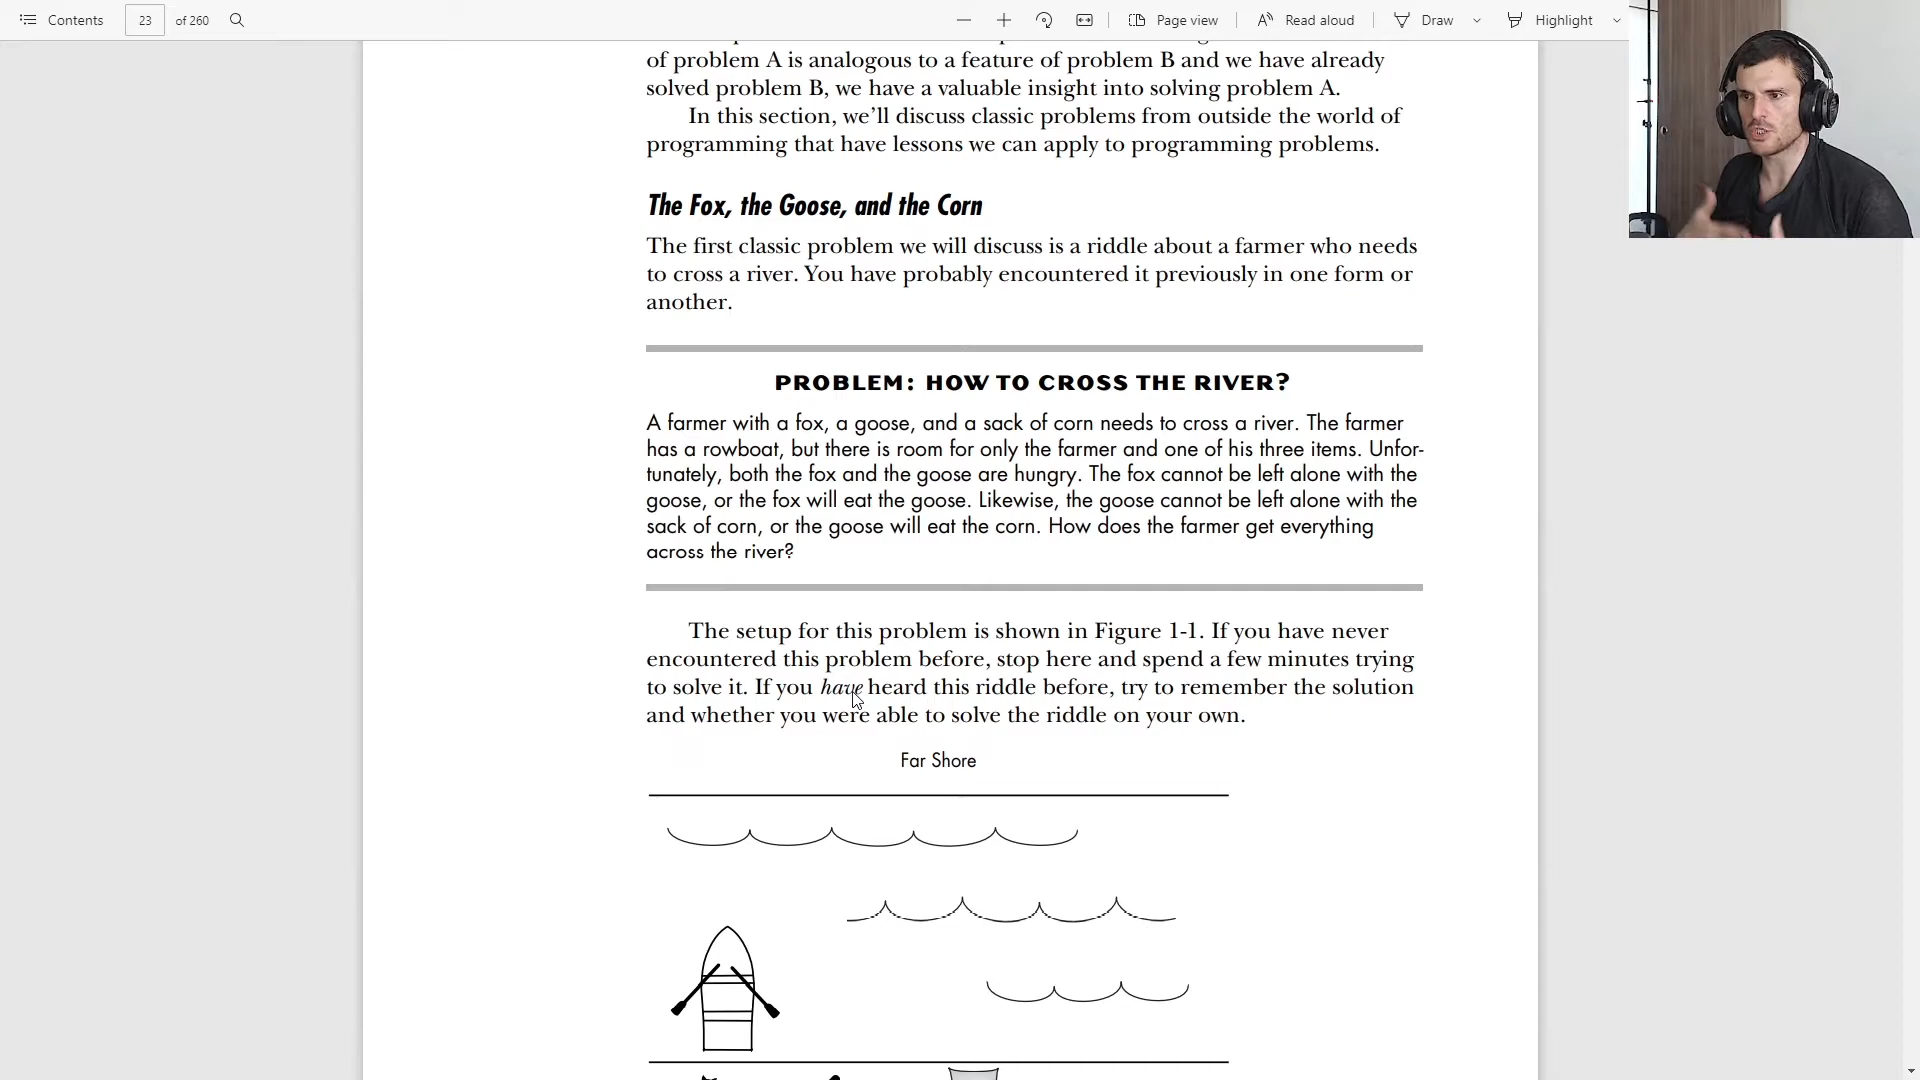 Contents
23
of 260
Page view
Read aloud
Draw
Highlight
of problem A is analogous to a feature of problem B and we have already
solved problem B, we have a valuable insight into solving problem A.
In this section, we’ll discuss classic problems from outside the world of
programming that have lessons we can apply to programming problems.
The Fox, the Goose, and the Corn
The first classic problem we will discuss is a riddle about a farmer who needs
to cross a river. You have probably encountered it previously in one form or
another.
PROBLEM: HOW TO CROSS THE RIVER?
A farmer with a fox, a goose, and a sack of corn needs to cross a river. The farmer
has a rowboat, but there is room for only the farmer and one of his three items. Unfor-
tunately, both the fox and the goose are hungry. The fox cannot be left alone with the
goose, or the fox will eat the goose. Likewise, the goose cannot be left alone with the
sack of corn, or the goose will eat the corn. How does the farmer get everything
across the river?
The setup for this problem is shown in Figure 1-1. If you have never
encountered this problem before, stop here and spend a few minutes trying
to solve it. If you have heard this riddle before, try to remember the solution
and whether you were able to solve the riddle on your own.
Far Shore